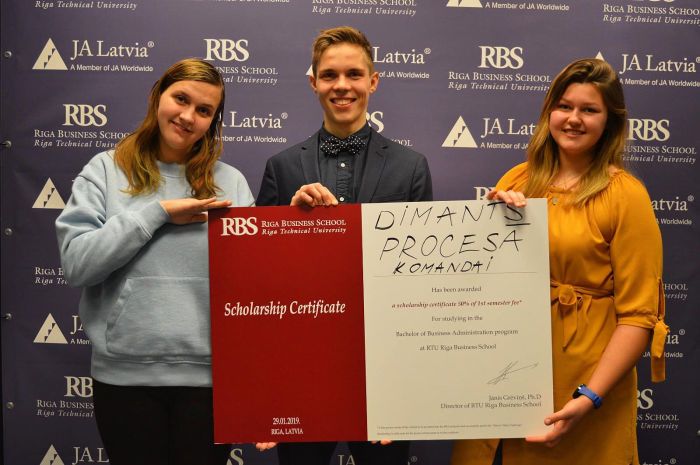 JA Latvia®
A Member of JA Worldwide
RBS
RIGA BUSINESS SCHOOL
Riga Technical University
RBS RIGA BUSINESS SCHOOL
Riga Technical University
Scholarship Certificate
29.01.2019.
RIGA, LATVIA
DIMANTS
PROCESA
KOMANDAI
Has been awarded
a scholarship certificate 50% of 1st semester fee*
For studying in the
Bachelor of Business Administration program
at RTU Riga Business School
Director of RTU Riga Business School